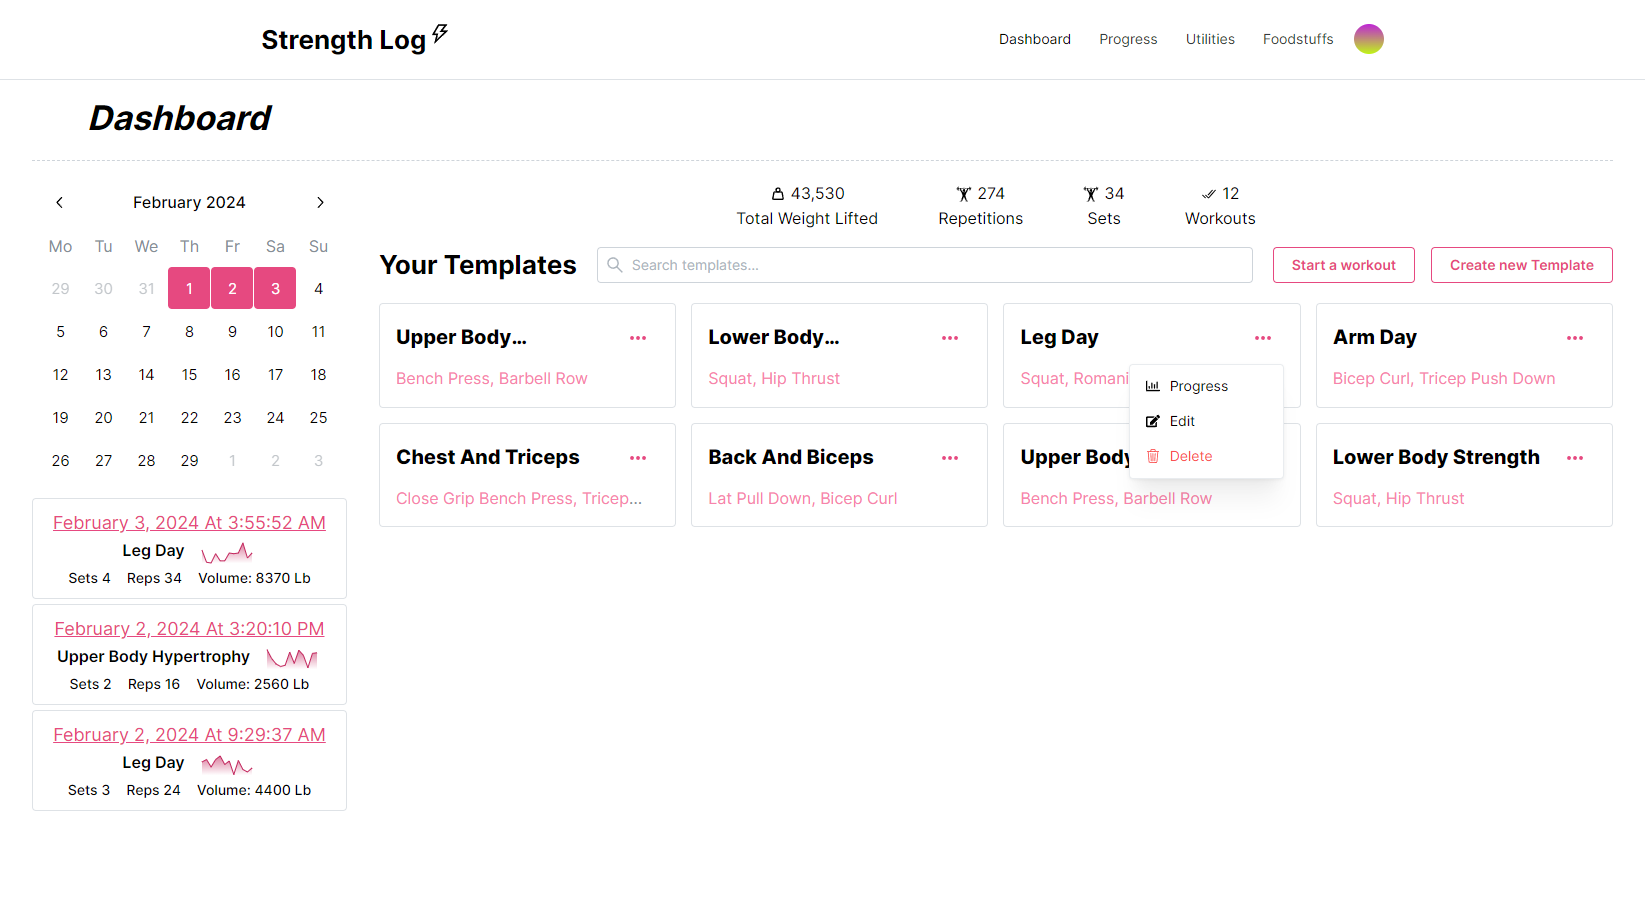 Strength Log
Dashboard Progress Utilities Foodstuffs
Dashboard
February 2024
Mo Tu We Th Fr Sa Su
29 30 31 1 2 3 4
5 6 7 8 9 10 11
12 13 14 15 16 17 18
19 20 21 22 23 24 25
26 27 28 29 1 2 3
February 3, 2024 At 3:55:52 AM
Leg Day
Sets 4 Reps 34 Volume: 8370 Lb
February 2, 2024 At 3:20:10 PM
Upper Body Hypertrophy
Sets 2 Reps 16 Volume: 2560 Lb
February 2, 2024 At 9:29:37 AM
Leg Day
Sets 3 Reps 24 Volume: 4400 Lb
43,530 274 34 12
Total Weight Lifted Repetitions Sets Workouts
Your Templates Search templates... Start a workout Create new Template
Upper Body...
Bench Press, Barbell Row
Lower Body...
Squat, Hip Thrust
Leg Day
Squat, Romani
Progress
Edit
Delete
Arm Day
Bicep Curl, Tricep Push Down
Chest And Triceps
Close Grip Bench Press, Tricep...
Back And Biceps
Lat Pull Down, Bicep Curl
Upper Body
Bench Press, Barbell Row
Lower Body Strength
Squat, Hip Thrust